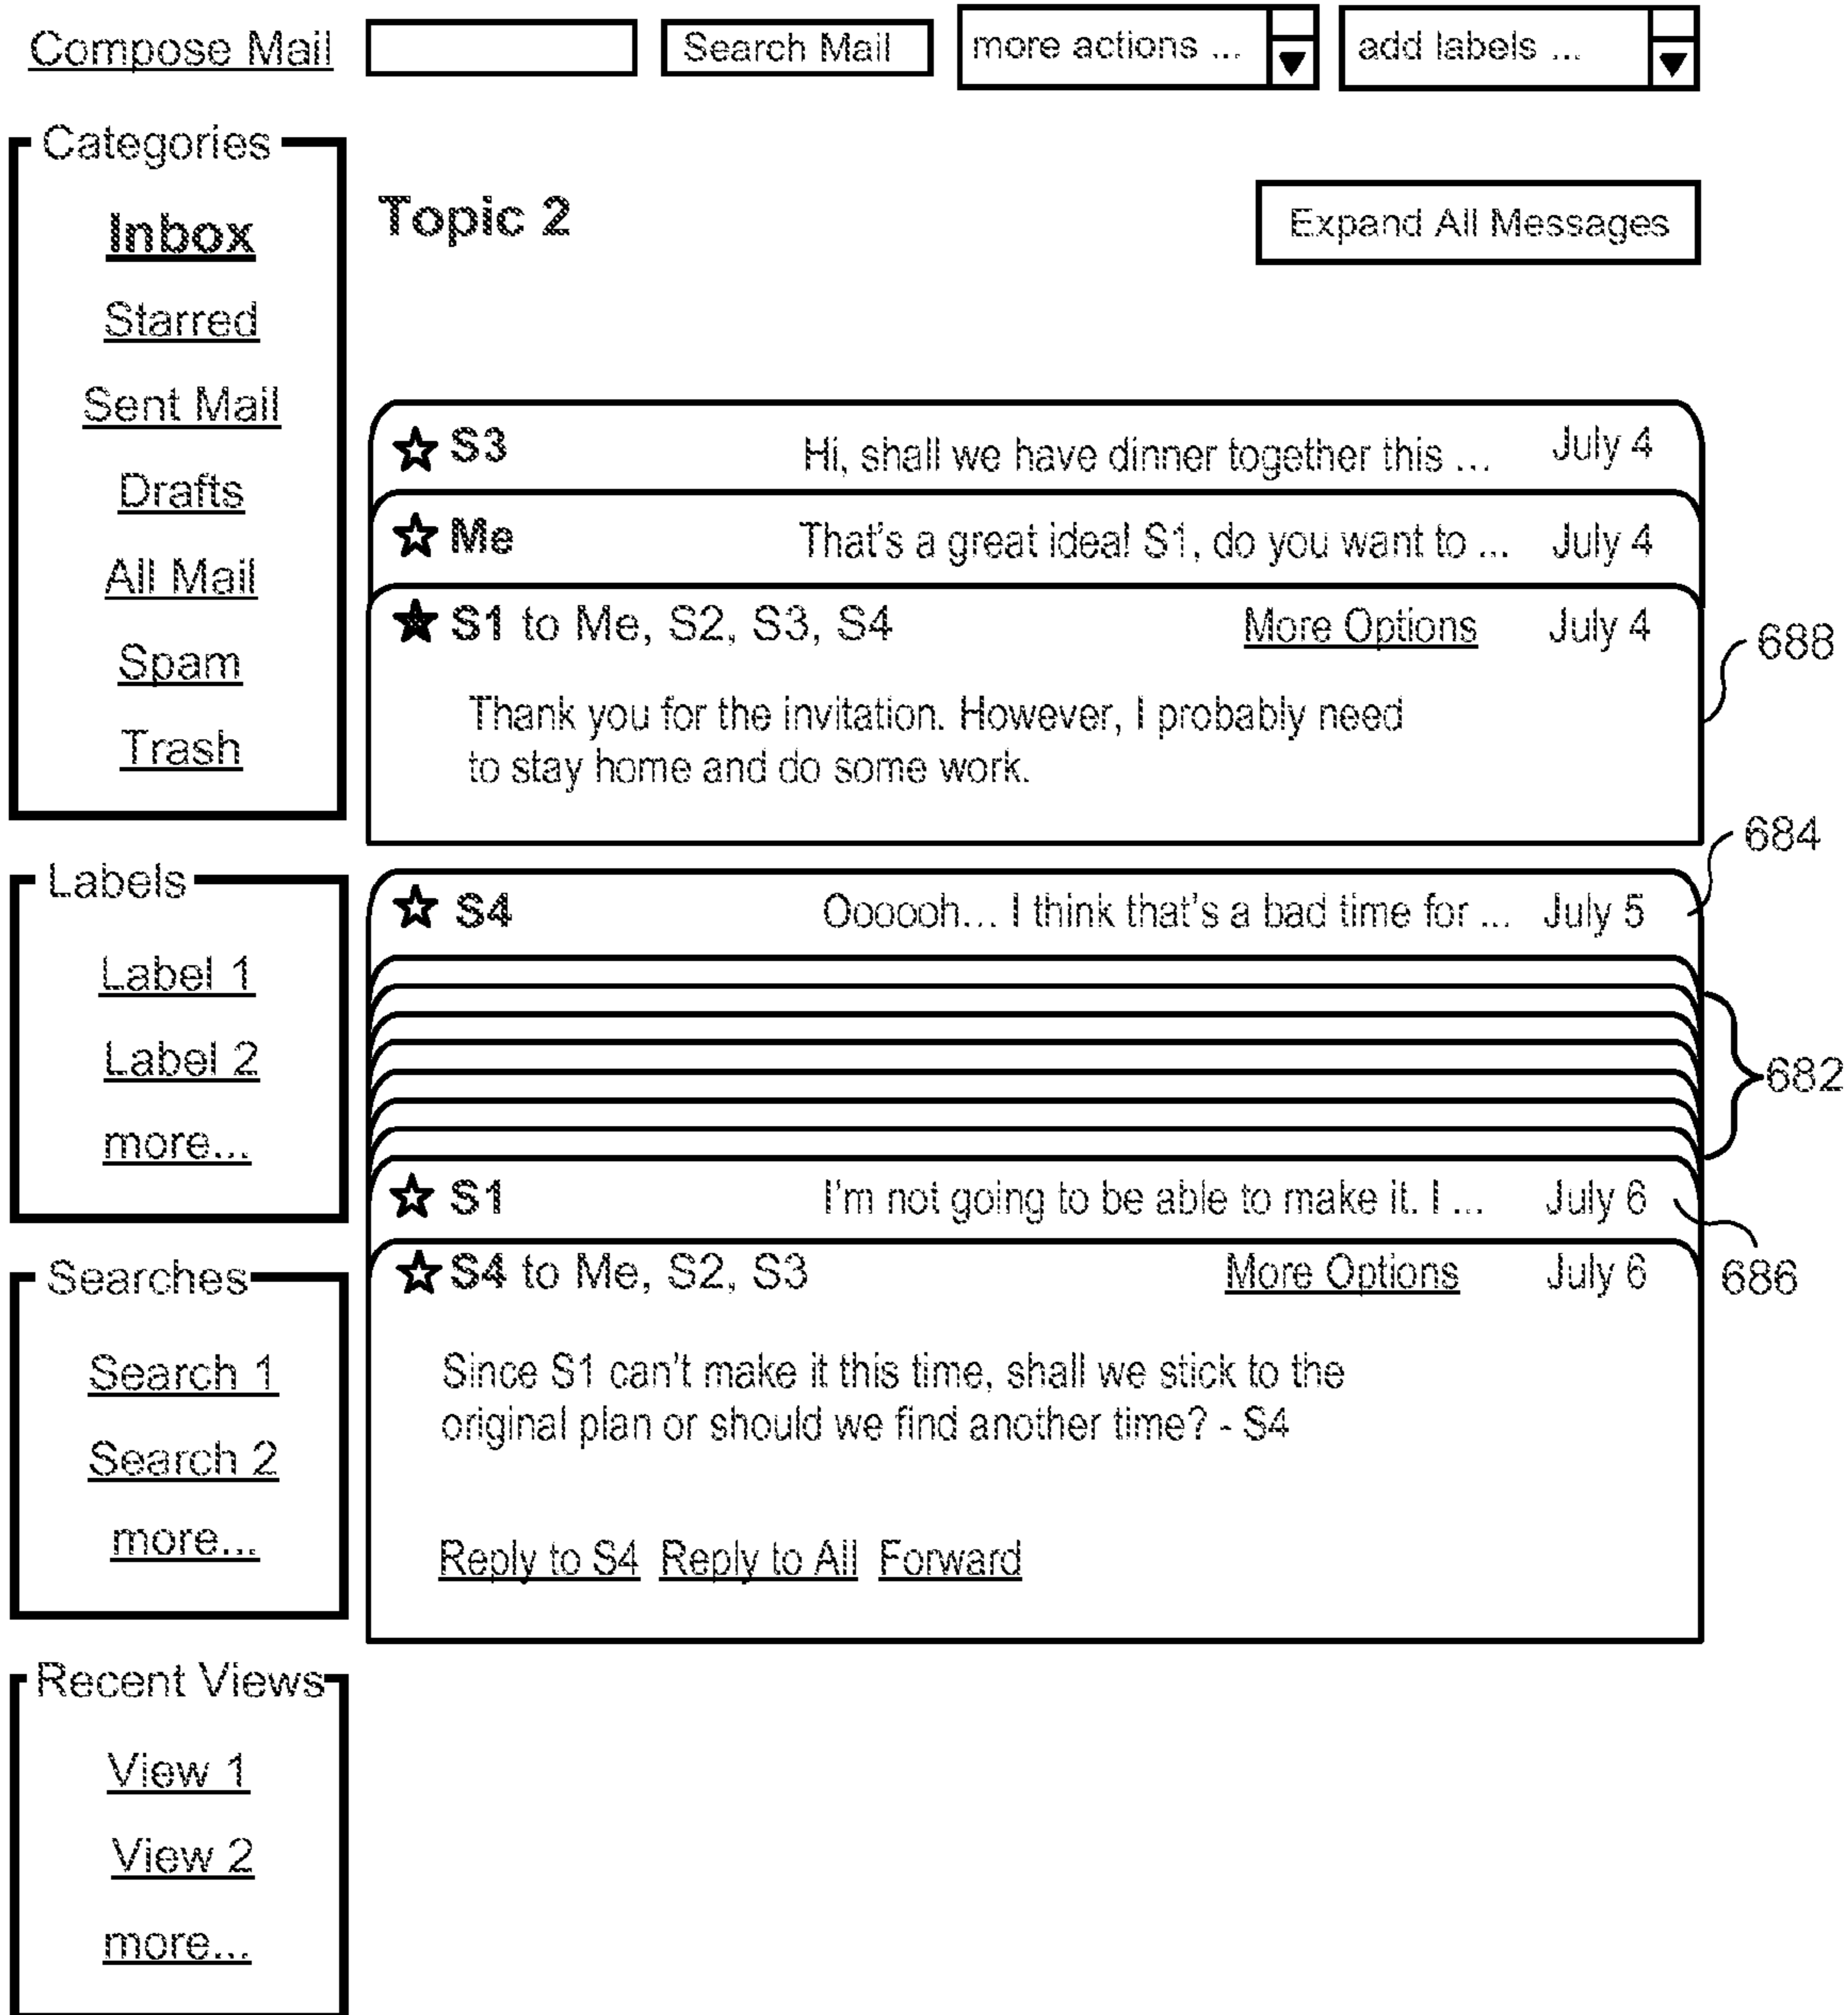 Compose Mail
Search Mail
more actions ...
add labels ...
Categories
Inbox
Starred
Sent Mail
Drafts
All Mail
Spam
Trash
Labels
Label 1
Label 2
more...
Searches
Search 1
Search 2
more...
Recent Views
View 1
View 2
more...
Topic 2
Expand All Messages
S3 Hi, shall we have dinner together this ... July 4
Me That's a great idea! S1, do you want to ... July 4
S1 to Me, S2, S3, S4 More Options July 4
Thank you for the invitation. However, I probably need
to stay home and do some work.
688
684
S4 Oooooh... I think that's a bad time for ... July 5
682
S1 I'm not going to be able to make it. I ... July 6
686
S4 to Me, S2, S3 More Options July 6
Since S1 can't make it this time, shall we stick to the
original plan or should we find another time? - S4
Reply to S4 Reply to All Forward